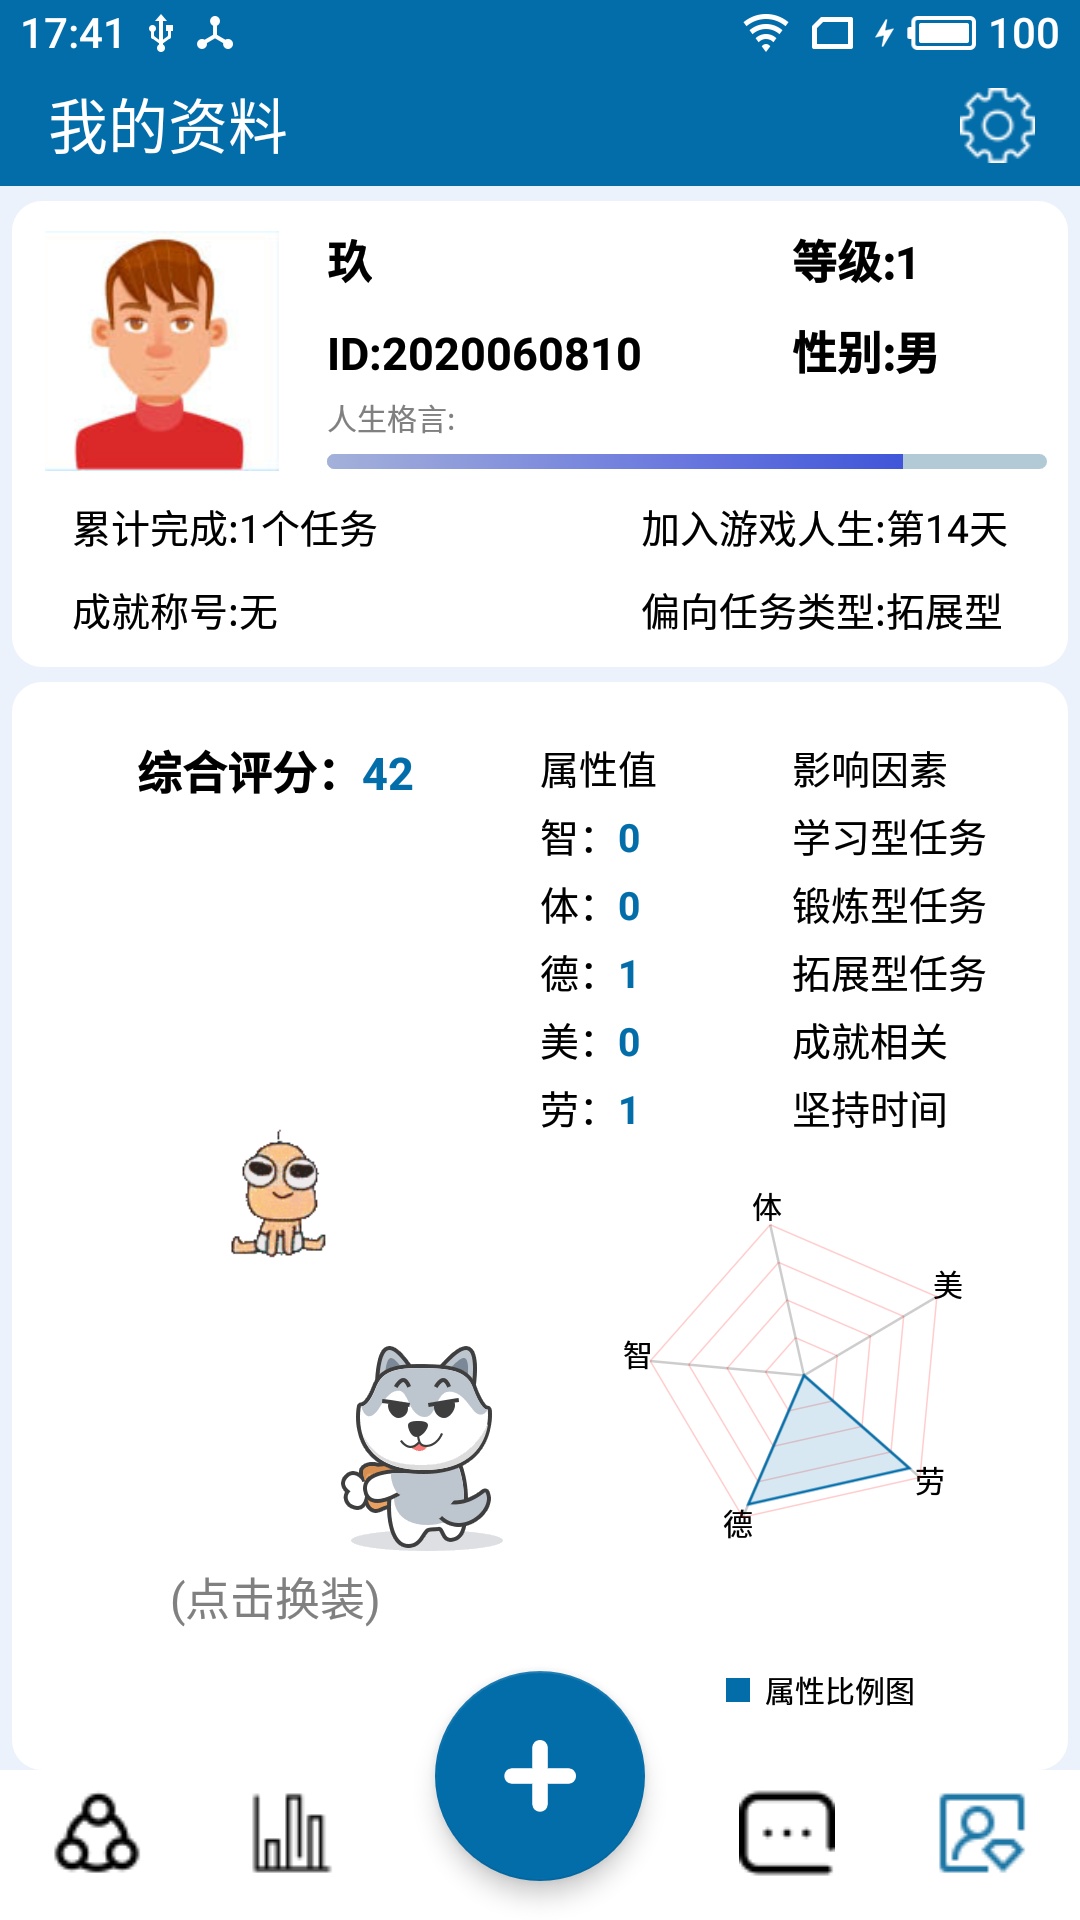 17:41
100
我的资料
玖
等级:1
ID:2020060810
性别:男
人生格言:
累计完成:1个任务
加入游戏人生:第14天
成就称号:无
偏向任务类型:拓展型
综合评分：42
属性值
影响因素
智：0
学习型任务
体：0
锻炼型任务
德：1
拓展型任务
美：0
成就相关
劳：1
坚持时间
体
美
智
劳
德
(点击换装)
属性比例图